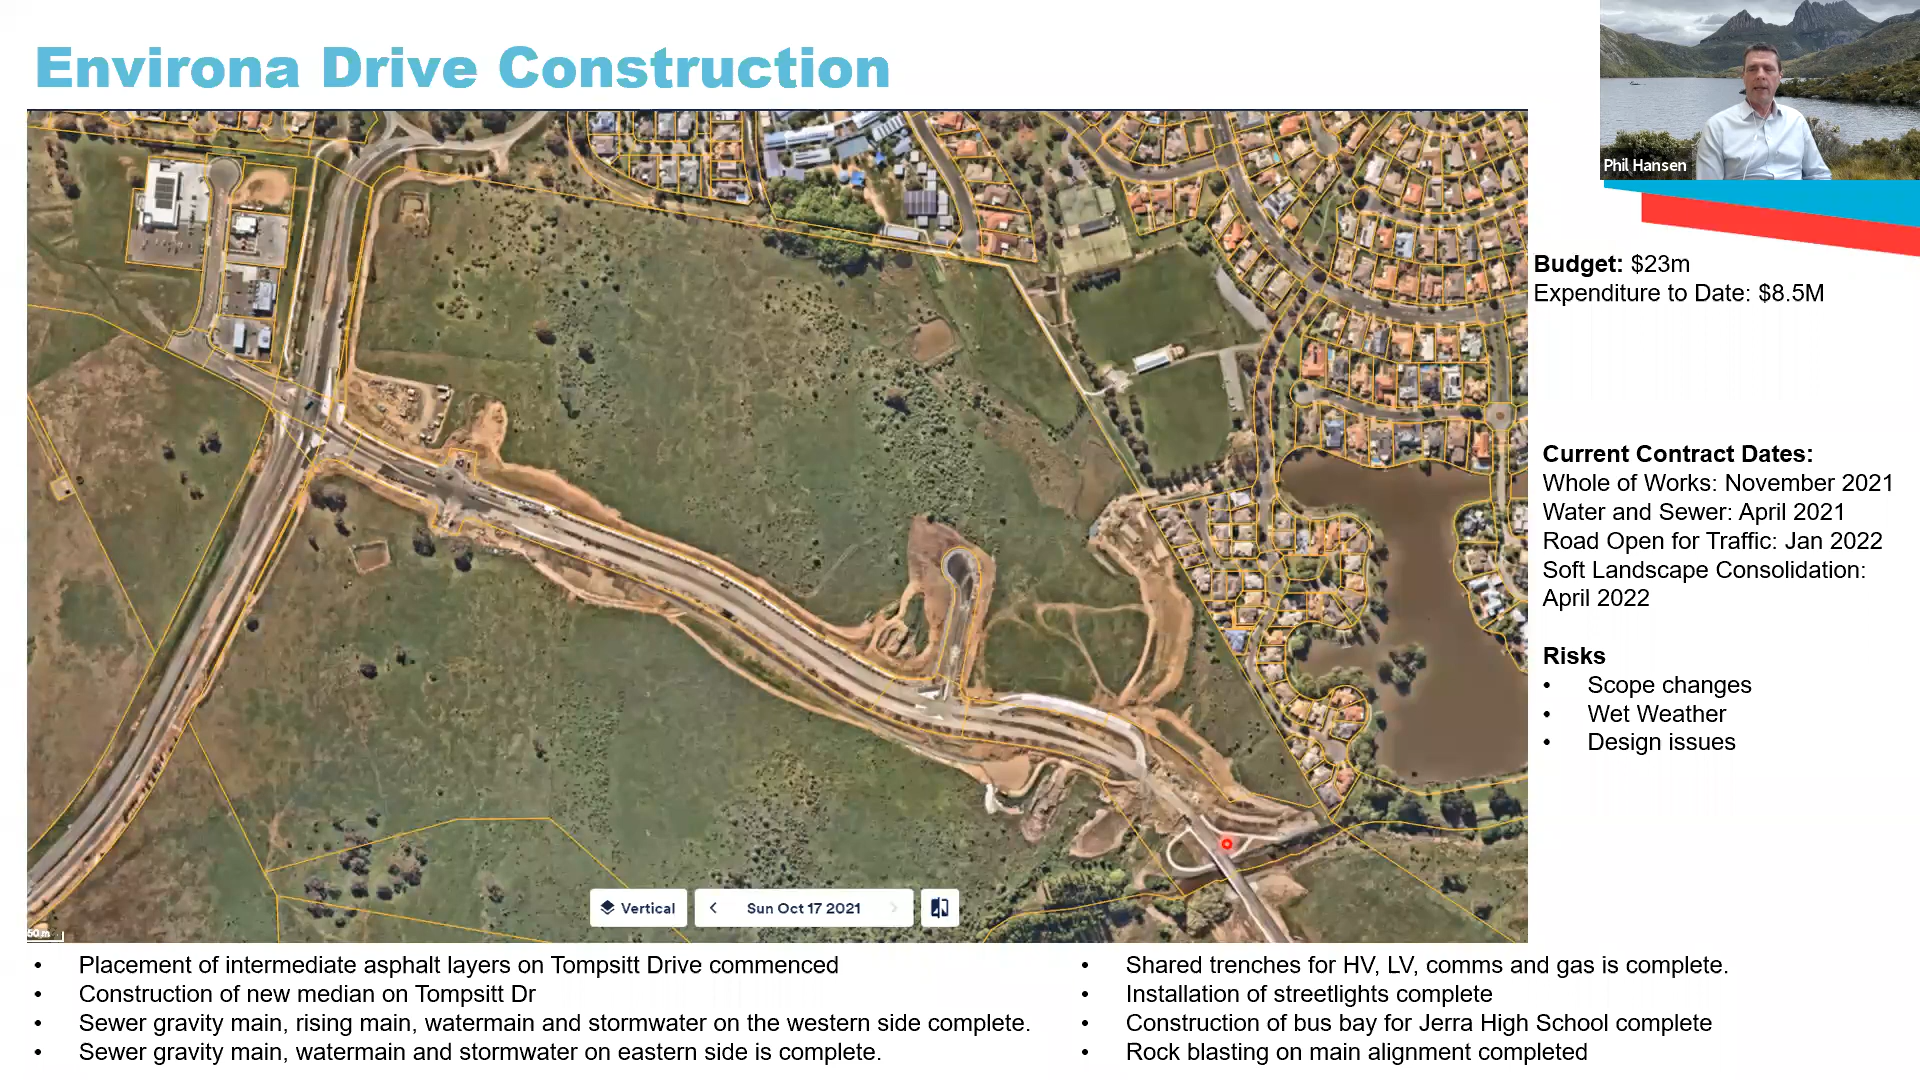 Environa Drive Construction
Phil Hansen
Budget: $23m
Expenditure to Date: $8.5M
Current Contract Dates:
Whole of Works: November 2021
Water and Sewer: April 2021
Road Open for Traffic: Jan 2022
Soft Landscape Consolidation:
April 2022
Risks
• Scope changes
• Wet Weather
• Design issues
Vertical
Sun Oct 17 2021
50 m
• Placement of intermediate asphalt layers on Tompsitt Drive commenced
• Construction of new median on Tompsitt Dr
• Sewer gravity main, rising main, watermain and stormwater on the western side complete.
• Sewer gravity main, watermain and stormwater on eastern side is complete.
• Shared trenches for HV, LV, comms and gas is complete.
• Installation of streetlights complete
• Construction of bus bay for Jerra High School complete
• Rock blasting on main alignment completed